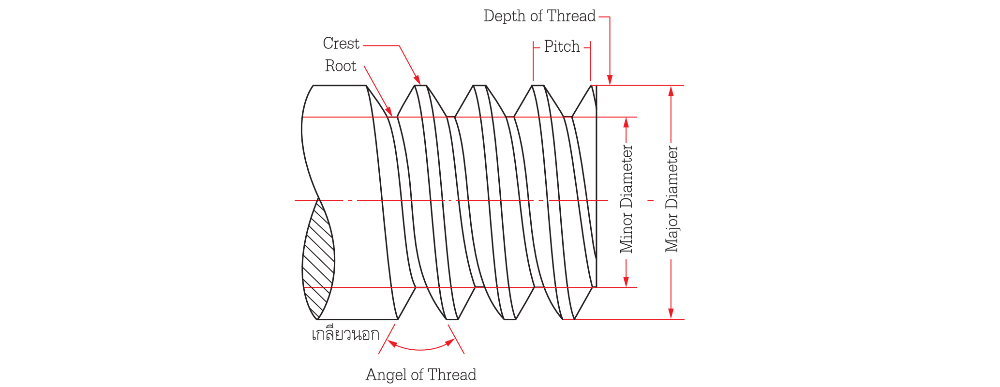 Depth of Thread
Crest
Pitch
Root
Minor Diameter
Major Diameter
เกลียวนอก
Angel of Thread